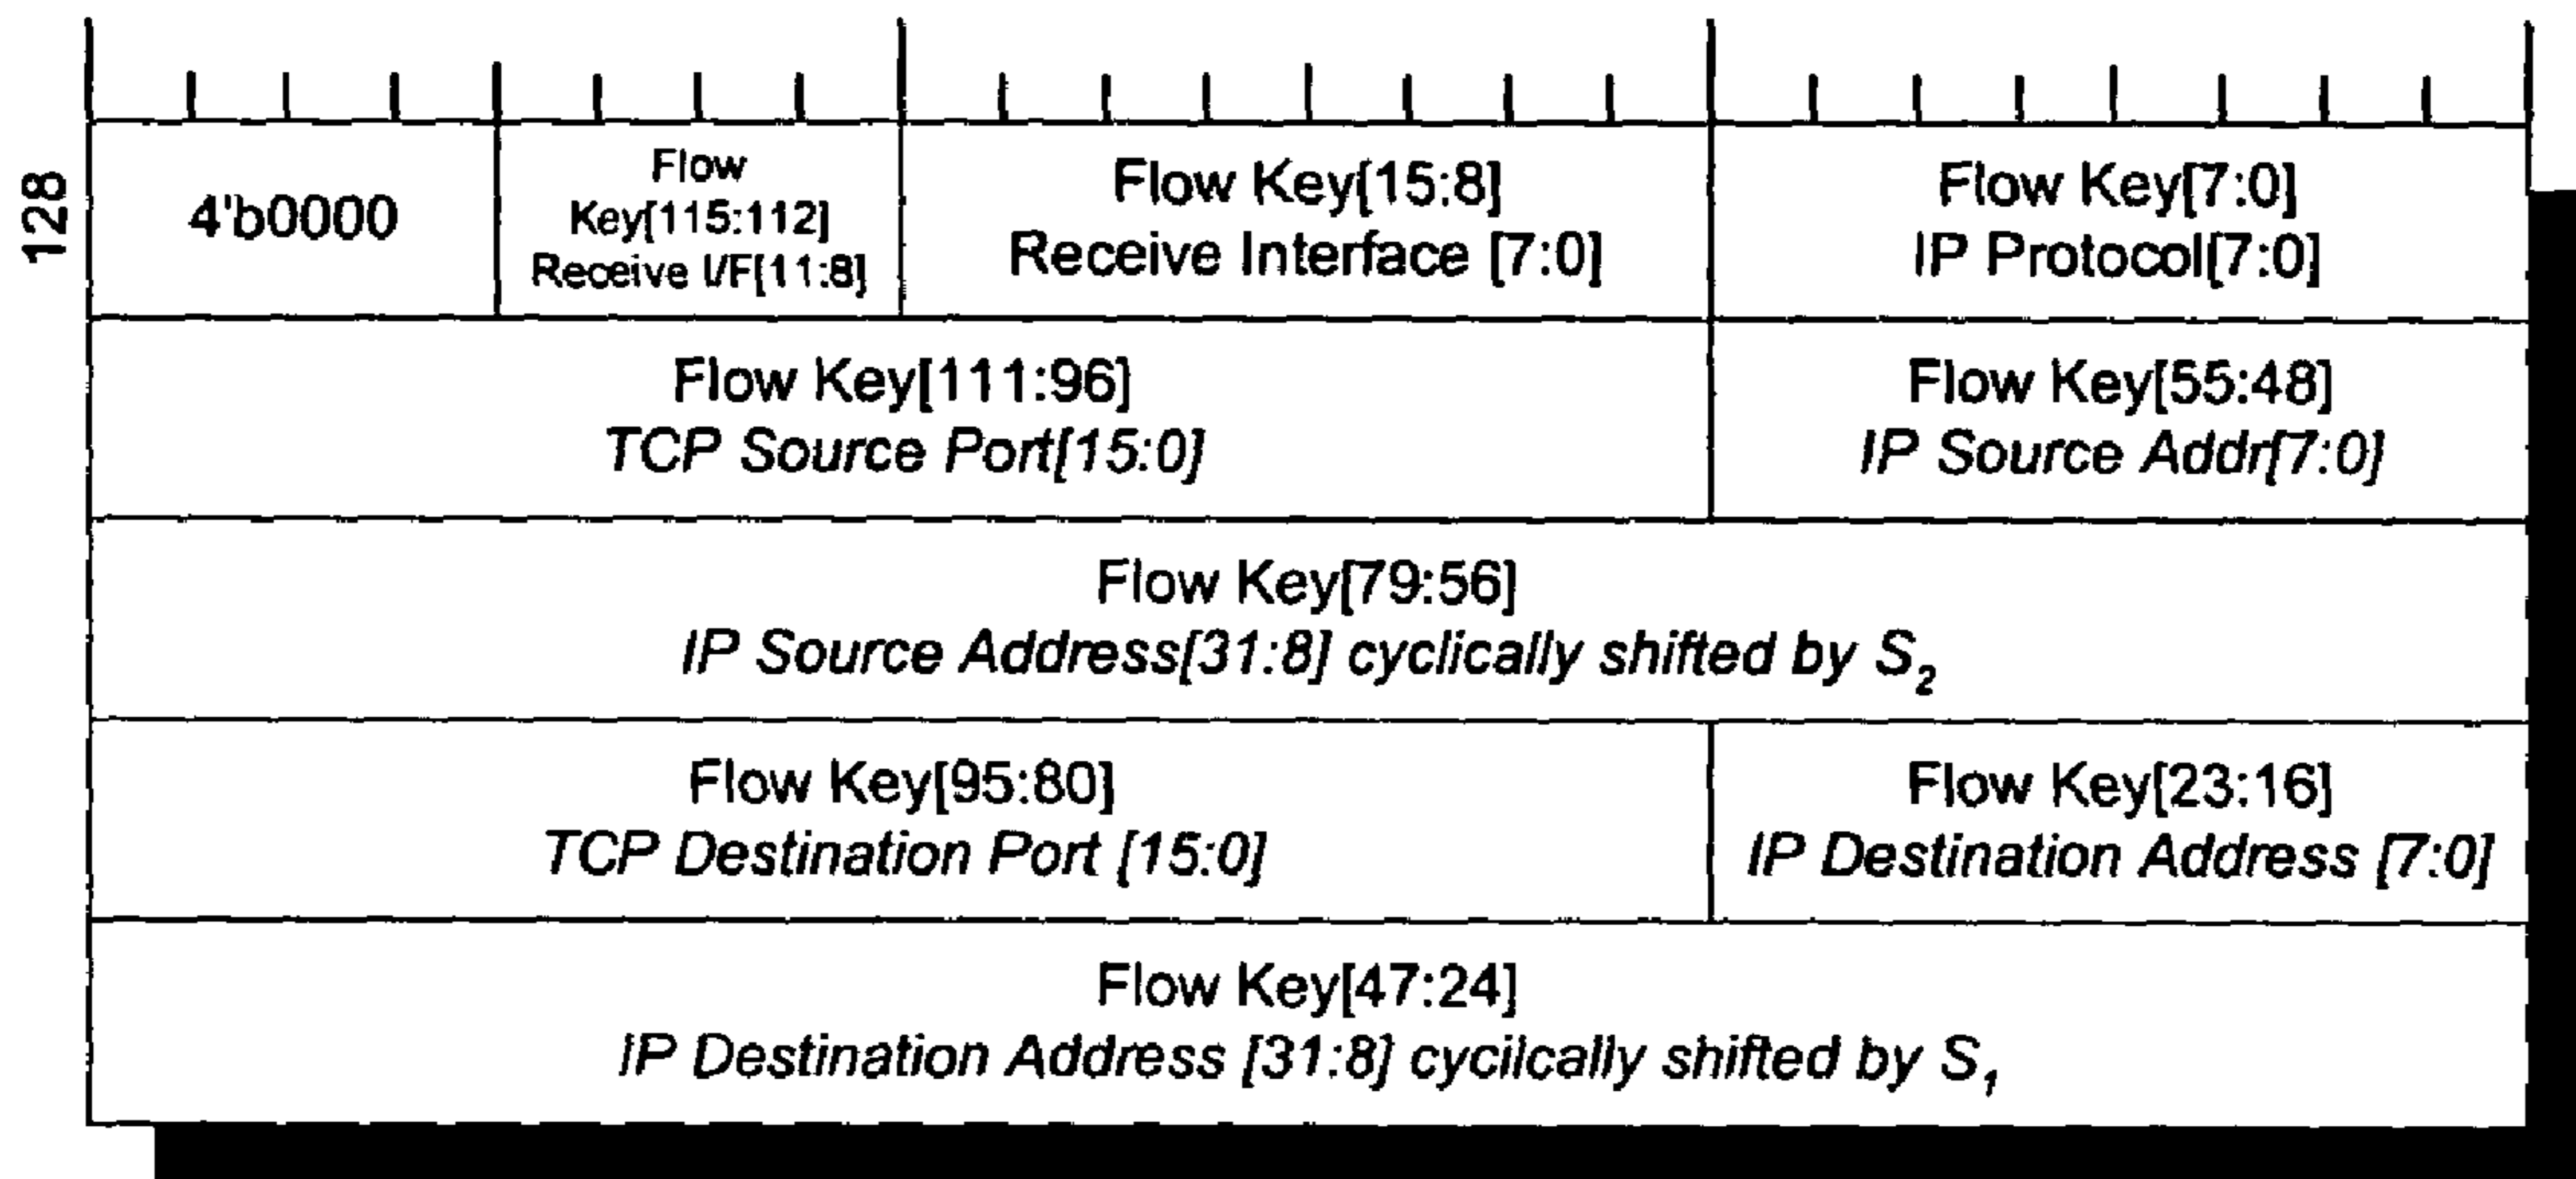 128
4'b0000
Flow
Key[115:112]
Receive I/F[11:8]
Flow Key[15:8]
Receive Interface [7:0]
Flow Key[7:0]
IP Protocol[7:0]
Flow Key[111:96]
TCP Source Port[15:0]
Flow Key[55:48]
IP Source Addr[7:0]
Flow Key[79:56]
IP Source Address[31:8] cyclically shifted by S₂
Flow Key[95:80]
TCP Destination Port [15:0]
Flow Key[23:16]
IP Destination Address [7:0]
Flow Key[47:24]
IP Destination Address [31:8] cycilcally shifted by S₁